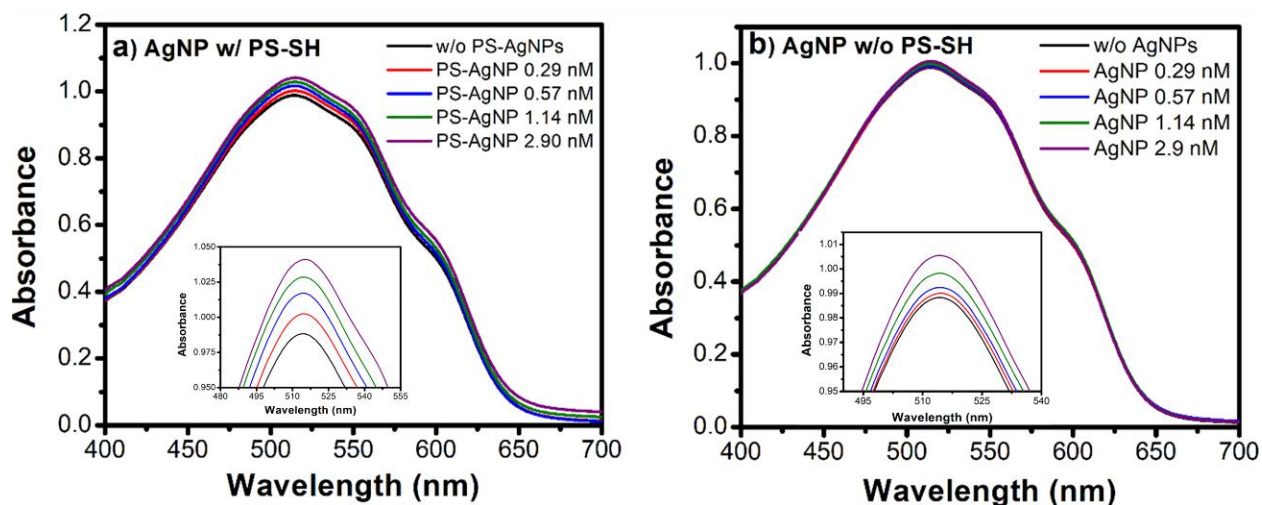 a) AgNP w/ PS-SH
w/o PS-AgNPs
PS-AgNP 0.29 nM
PS-AgNP 0.57 nM
PS-AgNP 1.14 nM
PS-AgNP 2.90 nM
1.2
1.0
0.8
0.6
0.4
0.2
0.0
Absorbance
400 450 500 550 600 650 700
Wavelength (nm)
1.050
1.025
1.000
0.975
0.950
Absorbance
480 495 510 525 540 555
Wavelength (nm)
b) AgNP w/o PS-SH
w/o AgNPs
AgNP 0.29 nM
AgNP 0.57 nM
AgNP 1.14 nM
AgNP 2.9 nM
1.0
0.8
0.6
0.4
0.2
0.0
Absorbance
400 450 500 550 600 650 700
Wavelength (nm)
1.01
1.00
0.99
0.98
0.97
0.96
0.95
Absorbance
495 510 525 540
Wavelength (nm)